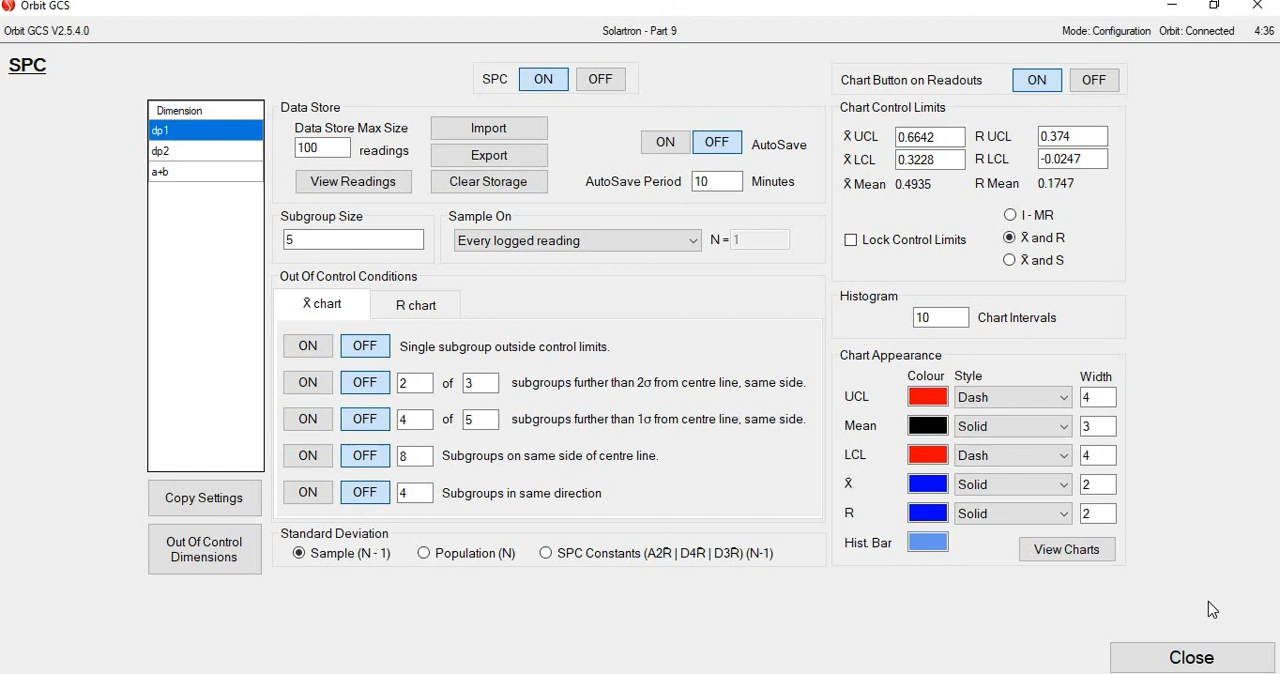 Orbit GCS
Orbit GCS V2.5.4.0
Solartron - Part 9
Mode: Configuration Orbit: Connected 4:36
SPC
SPC ON OFF
Chart Button on Readouts ON OFF
Dimension
dp1
dp2
a+b
Copy Settings
Out Of Control
Dimensions
Data Store
Data Store Max Size
100 readings
View Readings
Import
Export
Clear Storage
ON OFF AutoSave
AutoSave Period 10 Minutes
Subgroup Size
5
Sample On
Every logged reading N = 1
Out Of Control Conditions
X̄ chart R chart
ON OFF Single subgroup outside control limits.
ON OFF 2 of 3 subgroups further than 2σ from centre line, same side.
ON OFF 4 of 5 subgroups further than 1σ from centre line, same side.
ON OFF 8 Subgroups on same side of centre line.
ON OFF 4 Subgroups in same direction
Standard Deviation
Sample (N - 1) Population (N) SPC Constants (A2R̄ | D4R̄ | D3R̄) (N-1)
Chart Control Limits
X̄ UCL 0.6642 R UCL 0.374
X̄ LCL 0.3228 R LCL -0.0247
X̄ Mean 0.4935 R Mean 0.1747
I - MR
Lock Control Limits X̄ and R
X̄ and S
Histogram
10 Chart Intervals
Chart Appearance
Colour Style Width
UCL Dash 4
Mean Solid 3
LCL Dash 4
X̄ Solid 2
R Solid 2
Hist. Bar View Charts
Close